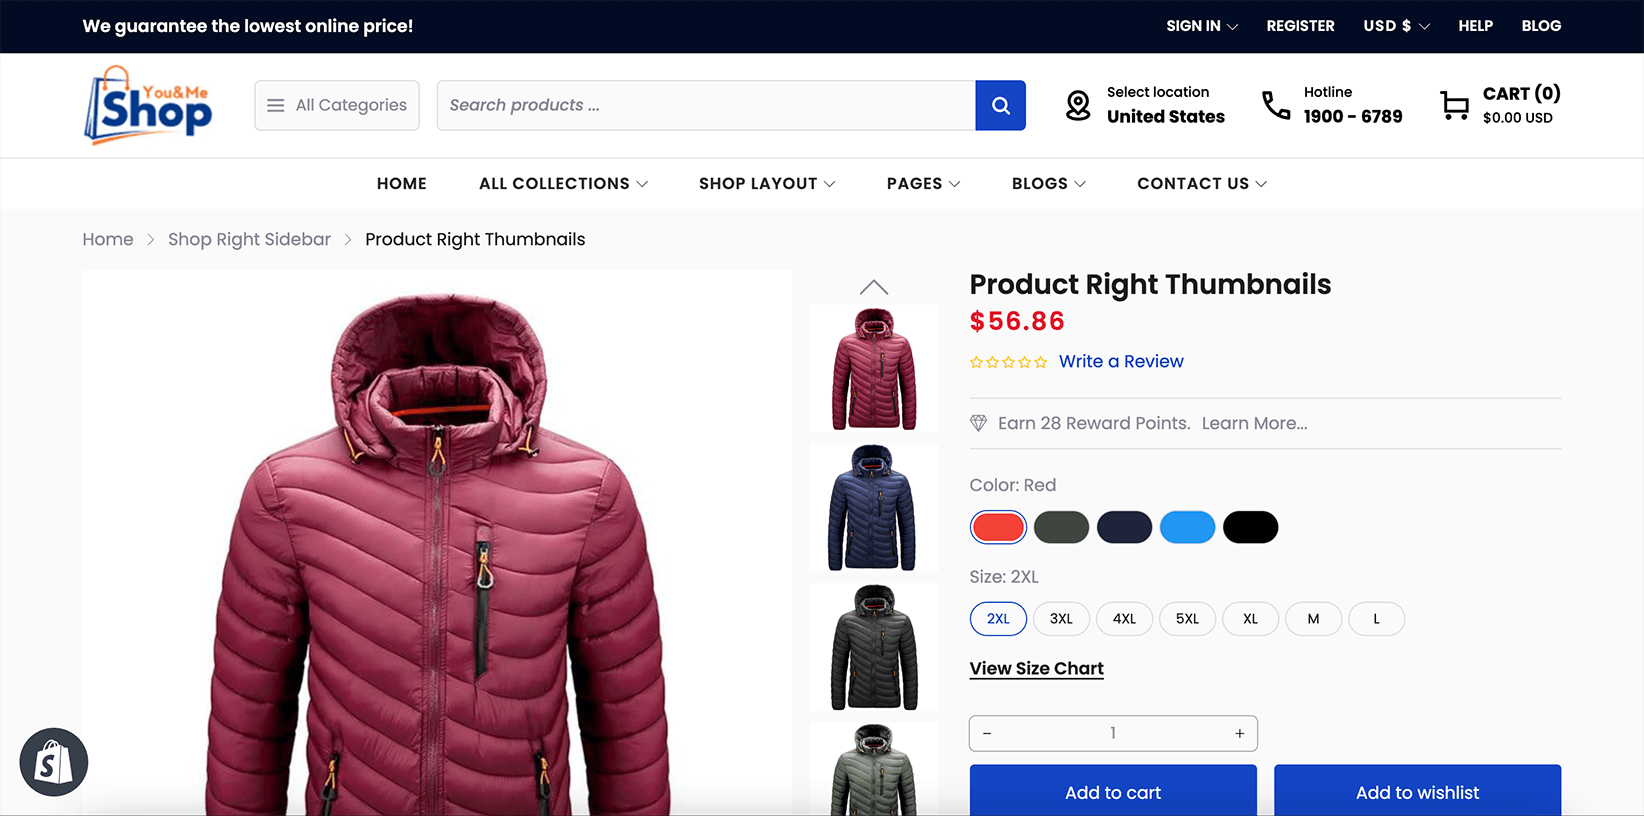 We guarantee the lowest online price!
SIGN IN
REGISTER
USD $
HELP
BLOG
You&Me
Shop
All Categories
Search products ...
Select location
United States
Hotline
1900 - 6789
CART (0)
$0.00 USD
HOME
ALL COLLECTIONS
SHOP LAYOUT
PAGES
BLOGS
CONTACT US
Home
Shop Right Sidebar
Product Right Thumbnails
Product Right Thumbnails
$56.86
Write a Review
Earn 28 Reward Points. Learn More...
Color: Red
Size: 2XL
2XL
3XL
4XL
5XL
XL
M
L
View Size Chart
- 1 +
Add to cart
Add to wishlist
S